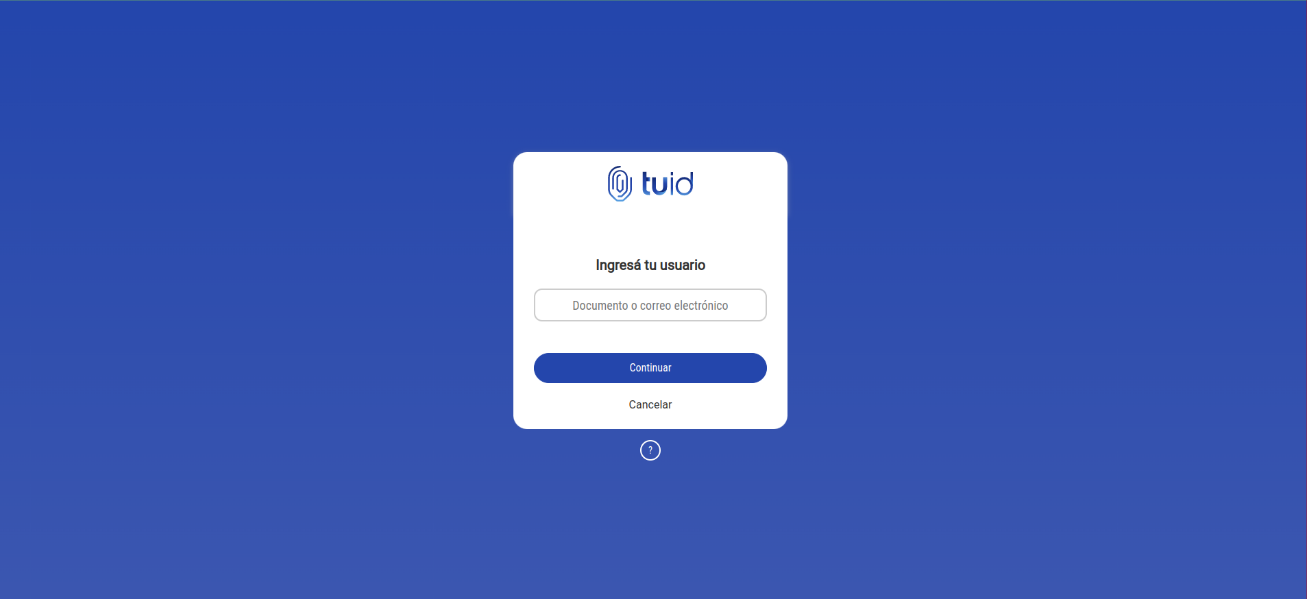 tuid
Ingresá tu usuario
Documento o correo electrónico
Continuar
Cancelar
?